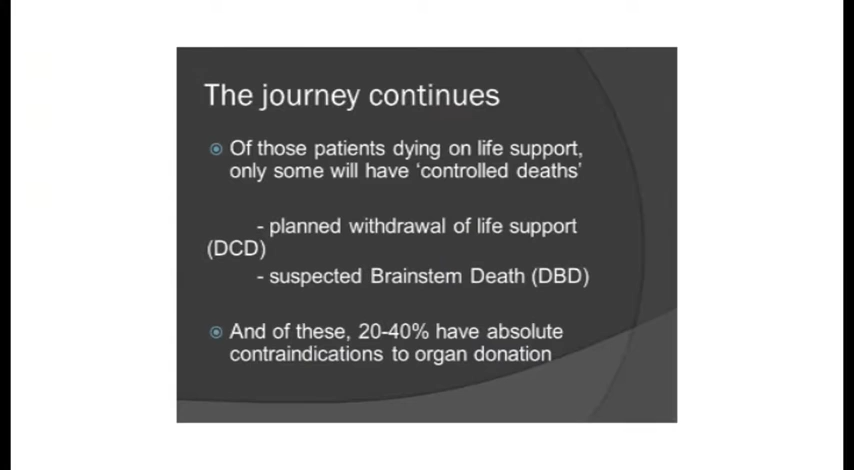 The journey continues
Of those patients dying on life support,
only some will have ‘controlled deaths’
- planned withdrawal of life support
(DCD)
- suspected Brainstem Death (DBD)
And of these, 20-40% have absolute
contraindications to organ donation